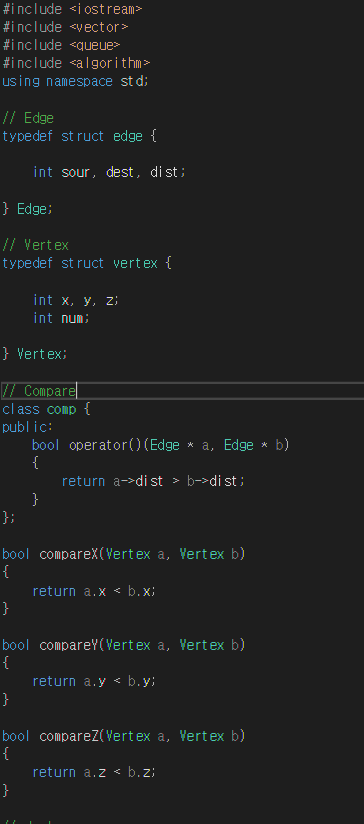 #include <iostream>
#include <vector>
#include <queue>
#include <algorithm>
using namespace std;
// Edge
typedef struct edge {
int sour, dest, dist;
} Edge;
// Vertex
typedef struct vertex {
int x, y, z;
int num;
} Vertex;
// Compare
class comp {
public:
bool operator()(Edge * a, Edge * b)
{
return a->dist > b->dist;
}
};
bool compareX(Vertex a, Vertex b)
{
return a.x < b.x;
}
bool compareY(Vertex a, Vertex b)
{
return a.y < b.y;
}
bool compareZ(Vertex a, Vertex b)
{
return a.z < b.z;
}